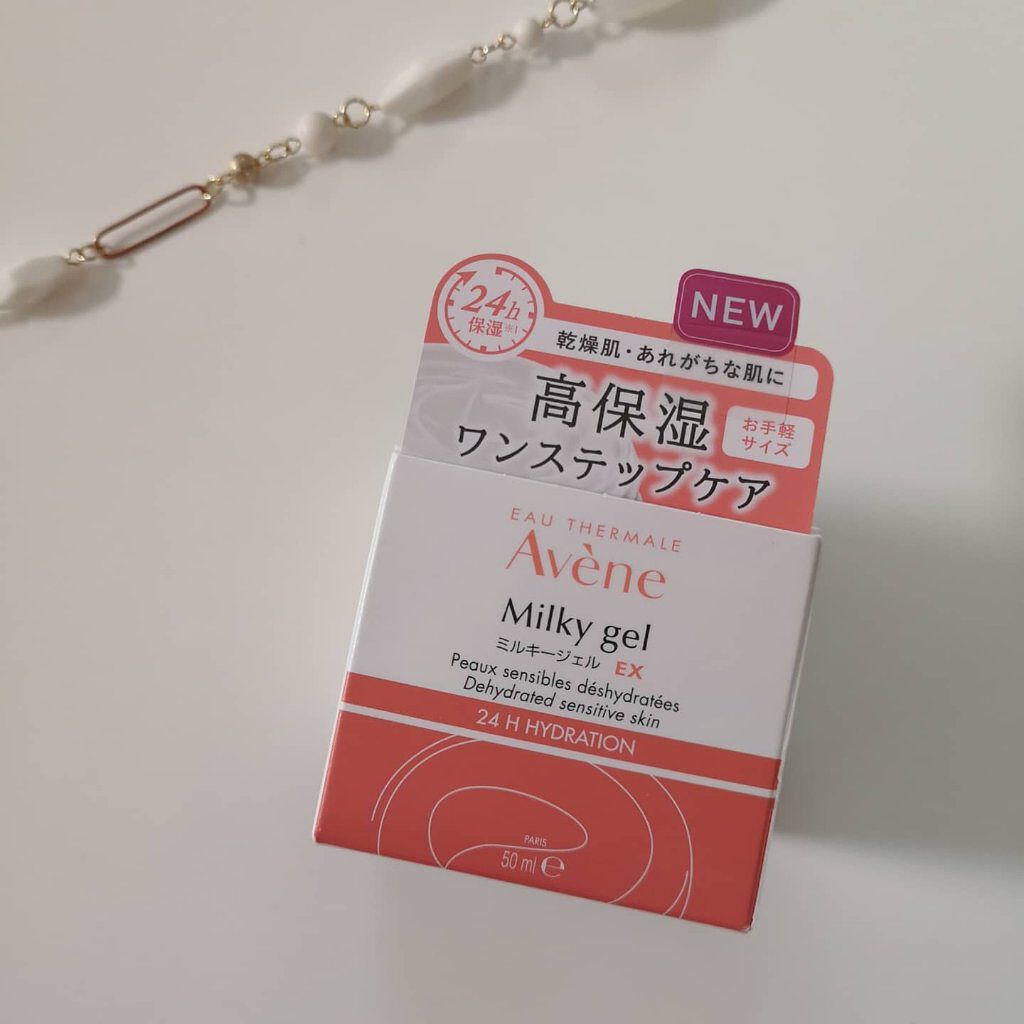 24h
保湿※1
NEW
乾燥肌・あれがちな肌に
高保湿
ワンステップケア
お手軽
サイズ
EAU THERMALE
Avène
Milky gel
ミルキージェル EX
Peaux sensibles déshydratées
Dehydrated sensitive skin
24 H HYDRATION
PARIS
50 ml ℮